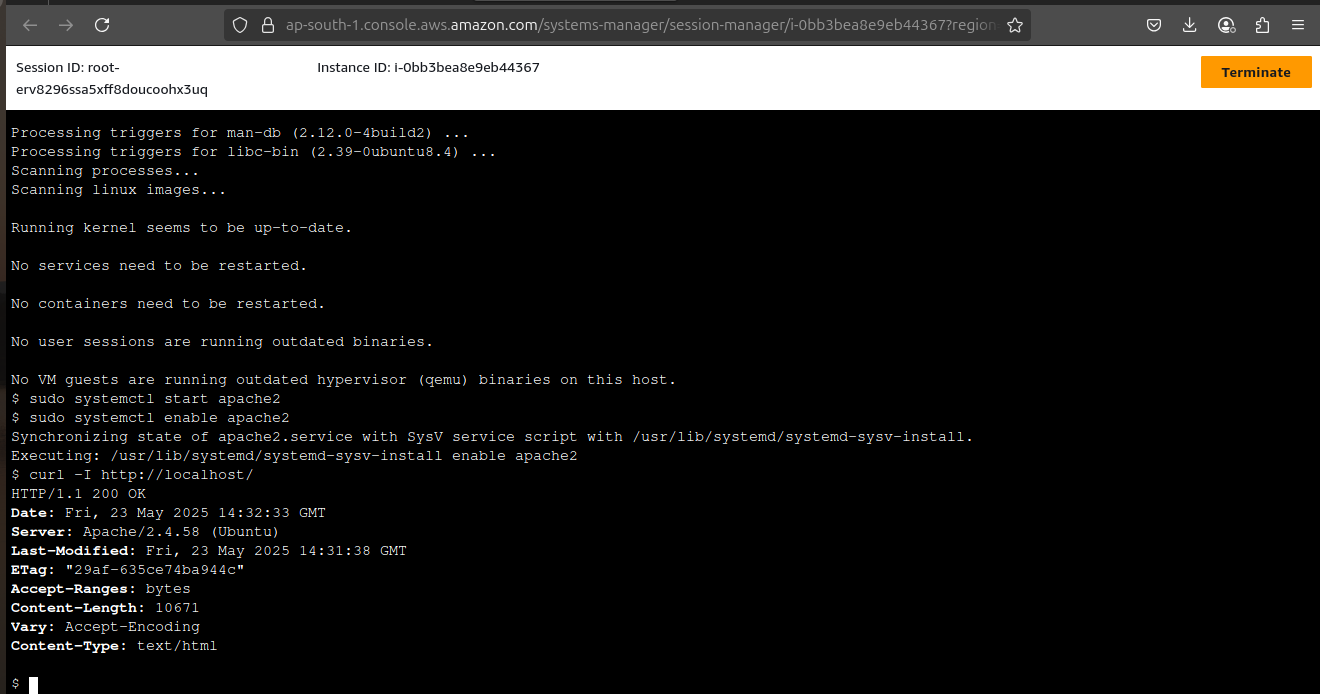 ap-south-1.console.aws.amazon.com/systems-manager/session-manager/i-0bb3bea8e9eb44367?region
Session ID: root-
erv8296ssa5xff8doucoohx3uq
Instance ID: i-0bb3bea8e9eb44367
Terminate
Processing triggers for man-db (2.12.0-4build2) ...
Processing triggers for libc-bin (2.39-0ubuntu8.4) ...
Scanning processes...
Scanning linux images...
Running kernel seems to be up-to-date.
No services need to be restarted.
No containers need to be restarted.
No user sessions are running outdated binaries.
No VM guests are running outdated hypervisor (qemu) binaries on this host.
$ sudo systemctl start apache2
$ sudo systemctl enable apache2
Synchronizing state of apache2.service with SysV service script with /usr/lib/systemd/systemd-sysv-install.
Executing: /usr/lib/systemd/systemd-sysv-install enable apache2
$ curl -I http://localhost/
HTTP/1.1 200 OK
Date: Fri, 23 May 2025 14:32:33 GMT
Server: Apache/2.4.58 (Ubuntu)
Last-Modified: Fri, 23 May 2025 14:31:38 GMT
ETag: "29af-635ce74ba944c"
Accept-Ranges: bytes
Content-Length: 10671
Vary: Accept-Encoding
Content-Type: text/html
$